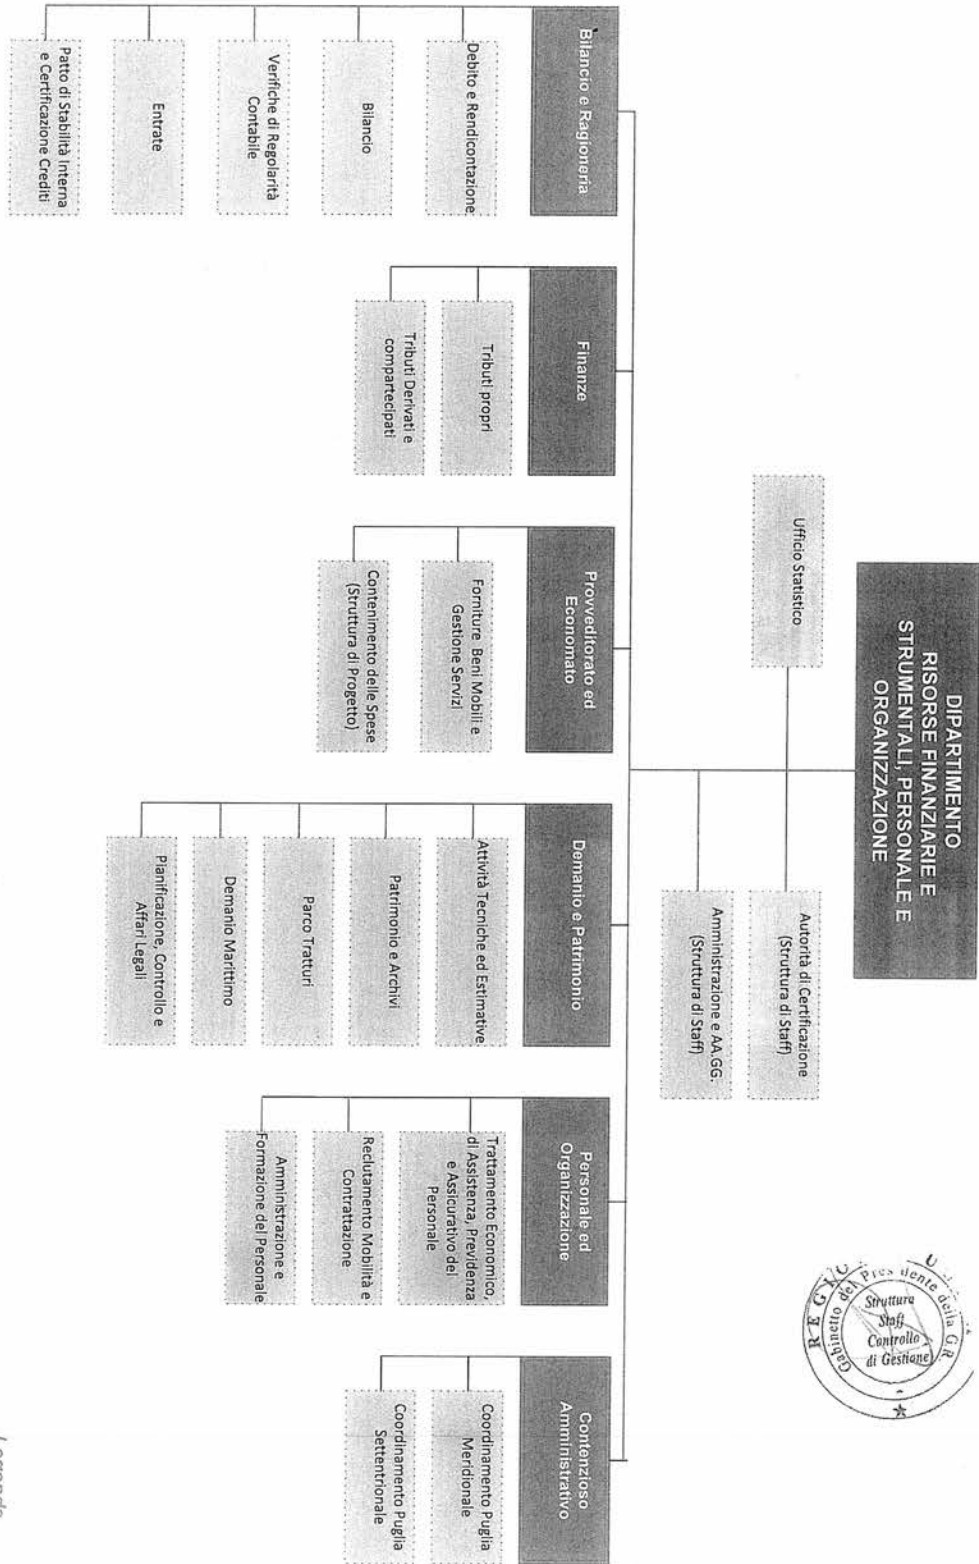 DIPARTIMENTO
RISORSE FINANZIARIE E
STRUMENTALI, PERSONALE E
ORGANIZZAZIONE
Ufficio Statistico
Autorità di Certificazione
(Struttura di Staff)
Amministrazione e AA.GG.
(Struttura di Staff)
Bilancio e Ragioneria
Debito e Rendicontazione
Bilancio
Verifiche di Regolarità
Contabile
Entrate
Patto di Stabilità Interna
e Certificazione Crediti
Finanze
Tributi propri
Tributi Derivati e
compartecipati
Provveditorato ed
Economato
Forniture Beni Mobili e
Gestione Servizi
Contenimento delle Spese
(Struttura di Progetto)
Demanio e Patrimonio
Attività Tecniche ed Estimative
Patrimonio e Archivi
Parco Tratturi
Demanio Marittimo
Pianificazione, Controllo e
Affari Legali
Personale ed
Organizzazione
Trattamento Economico,
di Assistenza, Previdenza
e Assicurativo del
Personale
Reclutamento Mobilità e
Contrattazione
Amministrazione e
Formazione del Personale
Contenzioso
Amministrativo
Coordinamento Puglia
Meridionale
Coordinamento Puglia
Settentrionale
Gabinetto del Presidente della G.R.
Struttura
Staff
Controllo
di Gestione